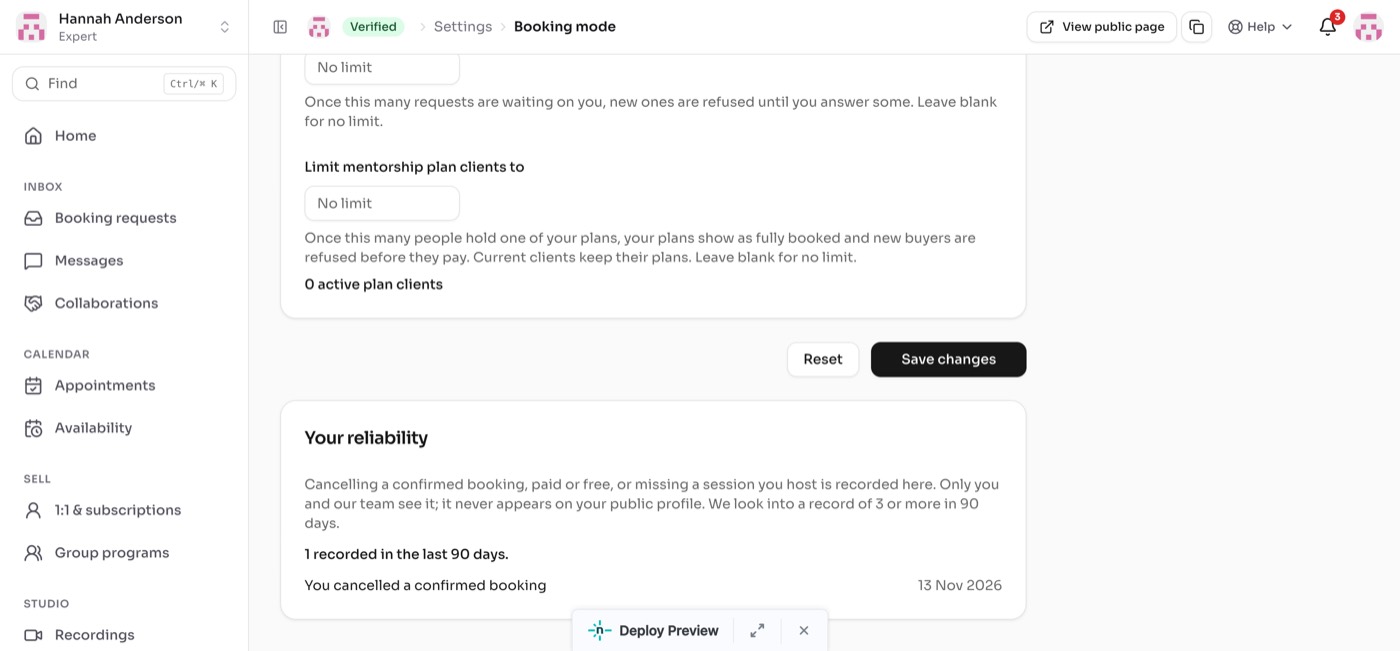 Hannah Anderson
Expert
Verified
Settings
Booking mode
View public page
Help
3
Find
Ctrl/⌘ K
Home
INBOX
Booking requests
Messages
Collaborations
CALENDAR
Appointments
Availability
SELL
1:1 & subscriptions
Group programs
STUDIO
Recordings
No limit
Once this many requests are waiting on you, new ones are refused until you answer some. Leave blank
for no limit.
Limit mentorship plan clients to
No limit
Once this many people hold one of your plans, your plans show as fully booked and new buyers are
refused before they pay. Current clients keep their plans. Leave blank for no limit.
0 active plan clients
Reset
Save changes
Your reliability
Cancelling a confirmed booking, paid or free, or missing a session you host is recorded here. Only you
and our team see it; it never appears on your public profile. We look into a record of 3 or more in 90
days.
1 recorded in the last 90 days.
You cancelled a confirmed booking
13 Nov 2026
Deploy Preview